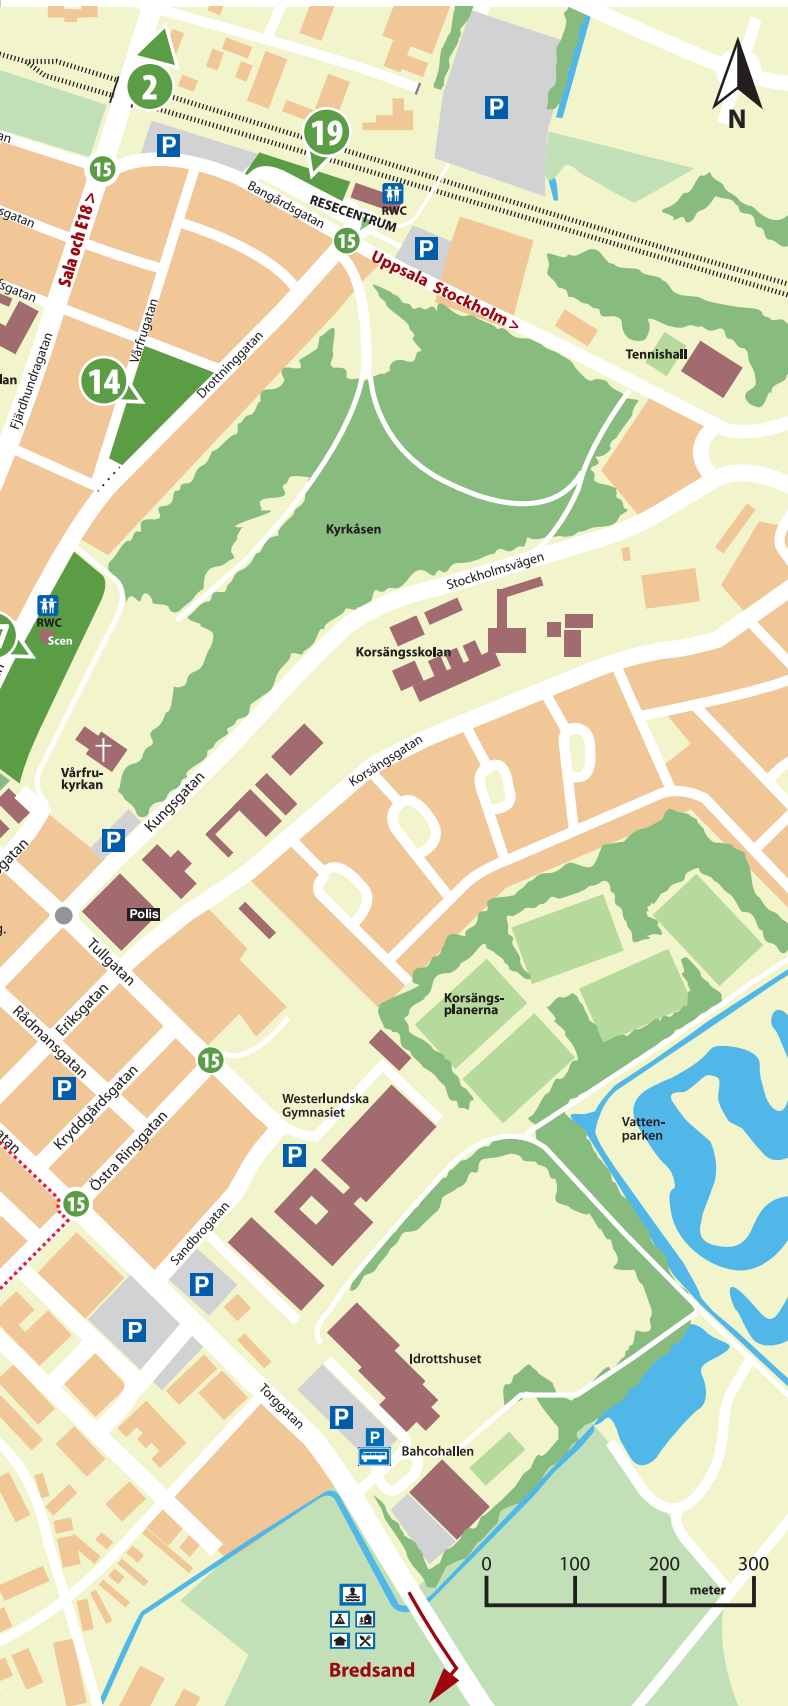 P
N
2
19
P
15
Bangårdsgatan
RESECENTRUM
RWC
15
P
Sala och E18 >
Uppsala Stockholm >
Tennishall
Fjärdhundragatan
Vårfrugatan
14
Drottninggatan
Kyrkåsen
Stockholmsvägen
RWC
Scen
7
Korsängsskolan
Korsängsgatan
Vårfru-
kyrkan
Kungsgatan
P
Polis
Tullgatan
Korsängs-
planerna
Eriksgatan
Rådmansgatan
15
P
Kryddgårdsgatan
Westerlundska
Gymnasiet
Vatten-
parken
P
Östra Ringgatan
15
Sandbrogatan
P
P
Idrottshuset
Torggatan
P
P
Bahcohallen
0 100 200 300
meter
Bredsand